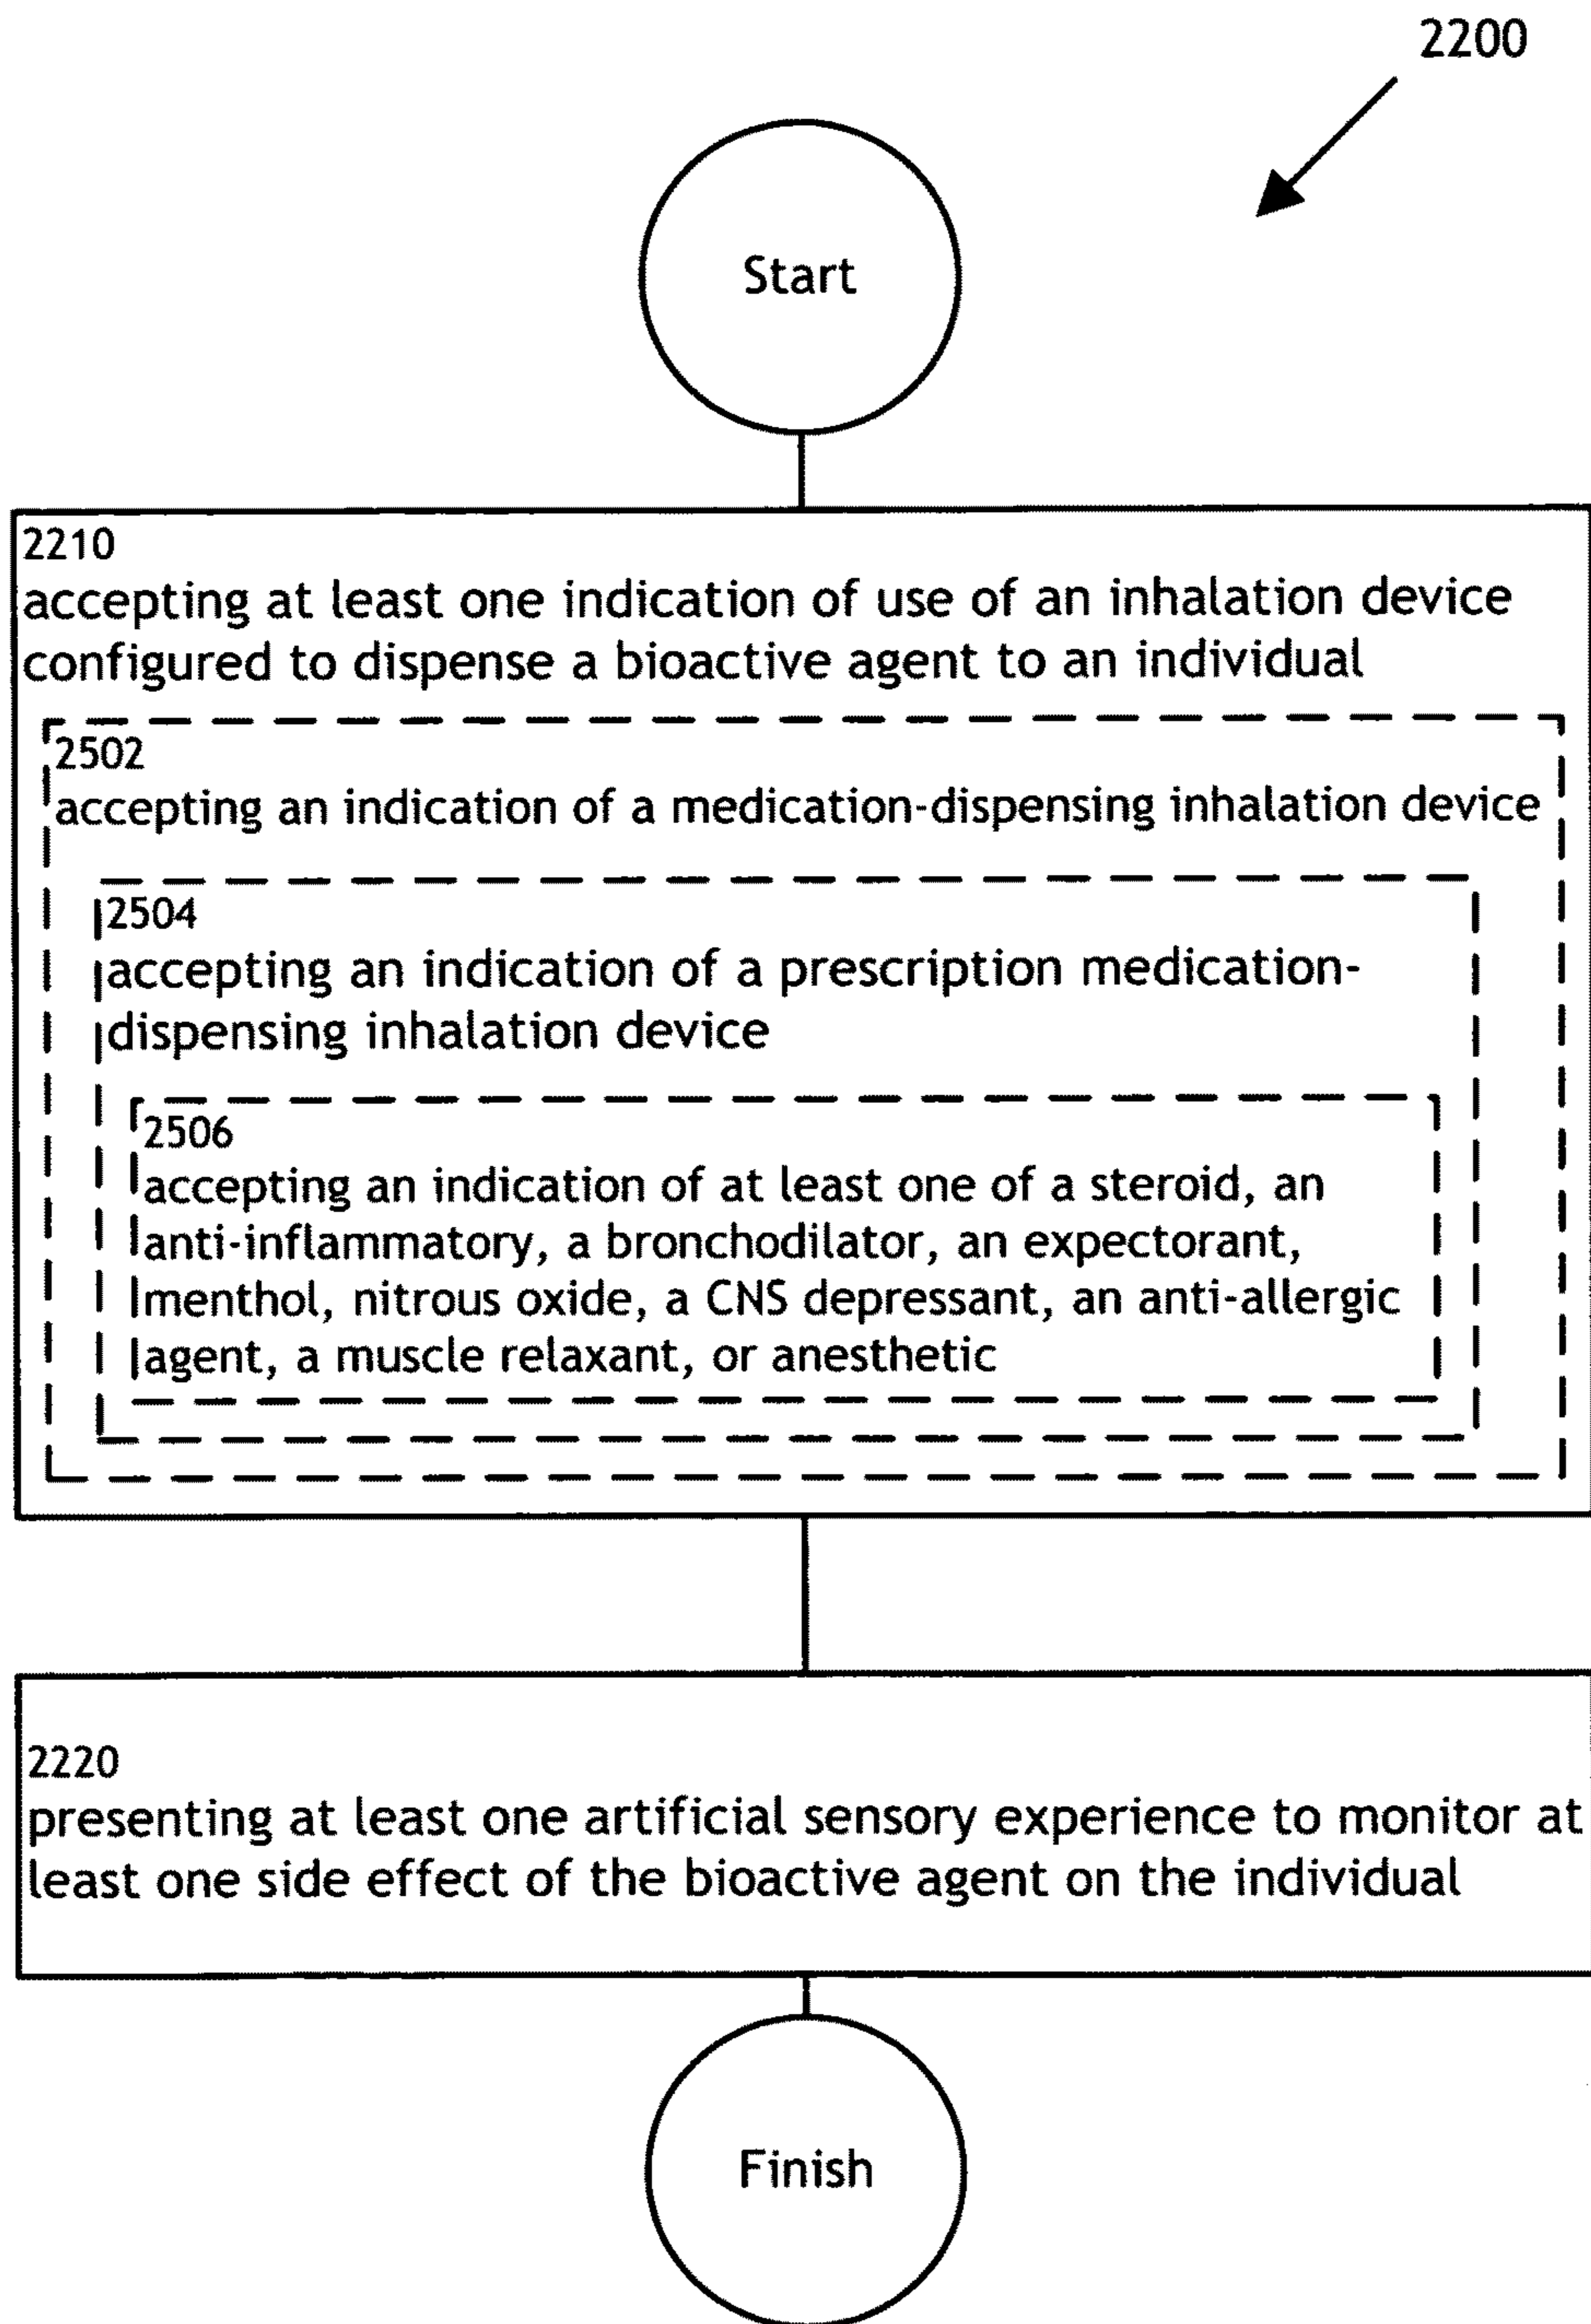 2200
Start
2210
accepting at least one indication of use of an inhalation device
configured to dispense a bioactive agent to an individual
2502
accepting an indication of a medication-dispensing inhalation device
2504
accepting an indication of a prescription medication-
dispensing inhalation device
2506
accepting an indication of at least one of a steroid, an
anti-inflammatory, a bronchodilator, an expectorant,
menthol, nitrous oxide, a CNS depressant, an anti-allergic
agent, a muscle relaxant, or anesthetic
2220
presenting at least one artificial sensory experience to monitor at
least one side effect of the bioactive agent on the individual
Finish